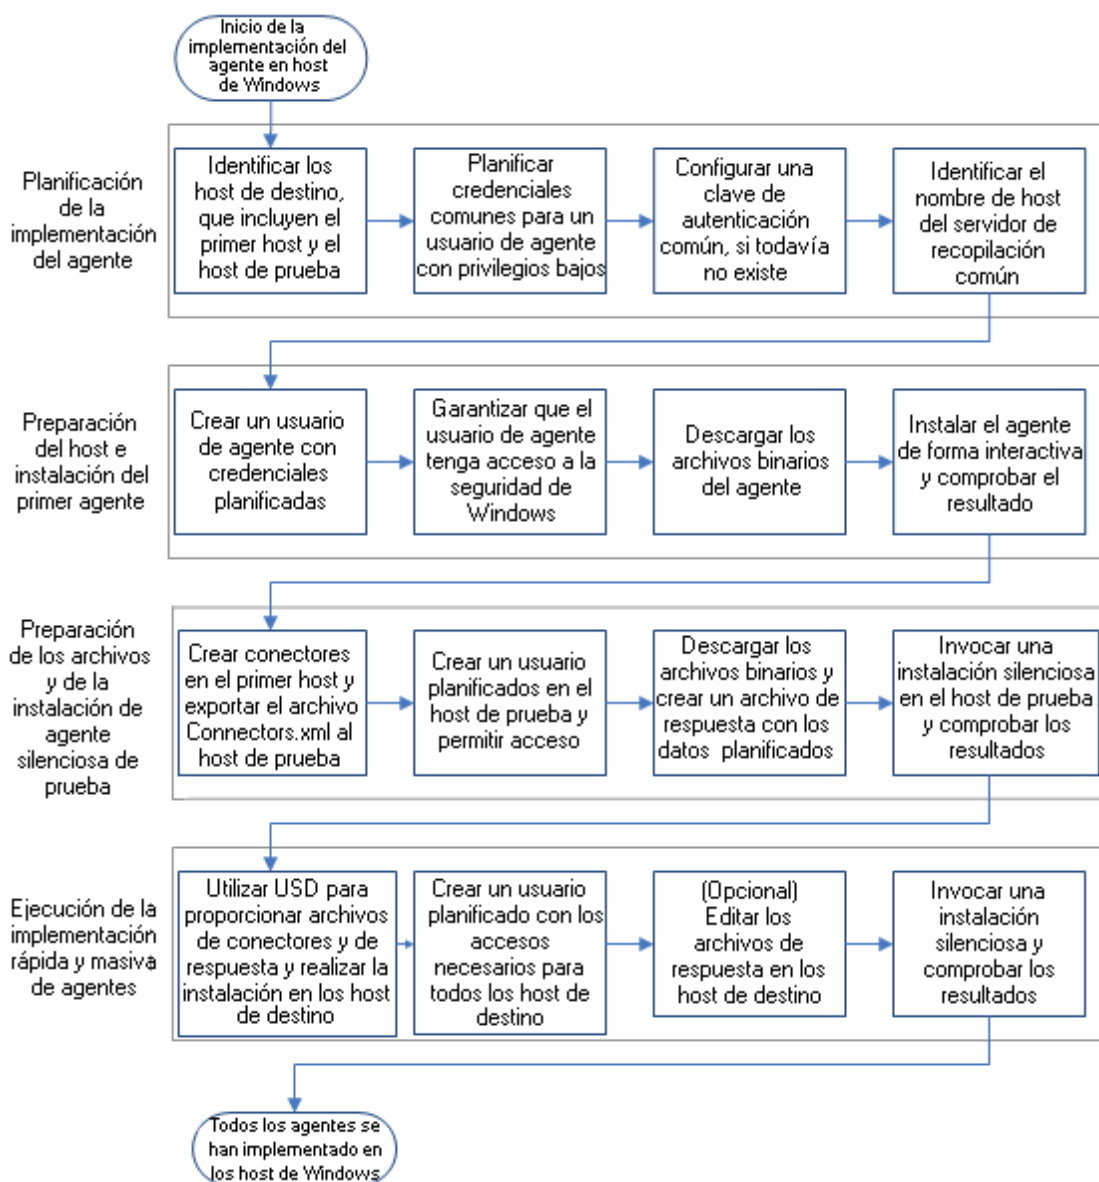 Inicio de la
implementación del
agente en host
de Windows
Planificación
de la
implementación
del agente
Identificar los
host de destino,
que incluyen el
primer host y el
host de prueba
Planificar
credenciales
comunes para un
usuario de agente
con privilegios bajos
Configurar una
clave de
autenticación
común, si todavía
no existe
Identificar el
nombre de host
del servidor de
recopilación
común
Preparación
del host e
instalación del
primer agente
Crear un usuario
de agente con
credenciales
planificadas
Garantizar que el
usuario de agente
tenga acceso a la
seguridad de
Windows
Descargar los
archivos binarios
del agente
Instalar el agente
de forma interactiva
y comprobar el
resultado
Preparación
de los archivos
y de la
instalación de
agente
silenciosa de
prueba
Crear conectores
en el primer host y
exportar el archivo
Connectors.xml al
host de prueba
Crear un usuario
planificados en el
host de prueba y
permitir acceso
Descargar los
archivos binarios y
crear un archivo de
respuesta con los
datos planificados
Invocar una
instalación silenciosa
en el host de prueba
y comprobar los
resultados
Ejecución de la
implementación
rápida y masiva
de agentes
Utilizar USD para
proporcionar archivos
de conectores y de
respuesta y realizar la
instalación en los host
de destino
Crear un usuario
planificado con los
accesos
necesarios para
todos los host de
destino
(Opcional)
Editar los
archivos de
respuesta en los
host de destino
Invocar una
instalación
silenciosa y
comprobar los
resultados
Todos los agentes se
han implementado en
los host de Windows